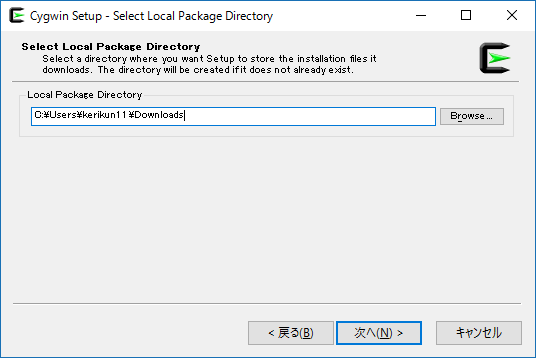 Cygwin Setup - Select Local Package Directory
Select Local Package Directory
Select a directory where you want Setup to store the installation files it
downloads. The directory will be created if it does not already exist.
Local Package Directory
C:¥Users¥kerikun11¥Downloads
Browse...
< 戻る(B)
次へ(N) >
キャンセル